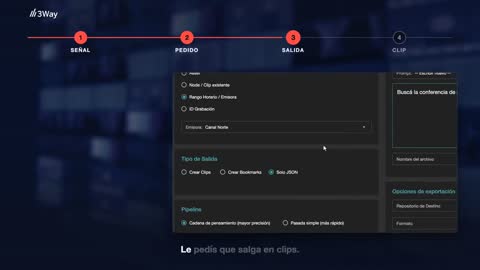 3Way
1 2 3 4
SEÑAL PEDIDO SALIDA CLIP
Node / Clip existente
Rango Horario / Emisora
ID Grabación
Emisora: Canal Norte
Buscá la conferencia de
Nombre del archivo
Tipo de Salida
Crear Clips Crear Bookmarks Solo JSON
Opciones de exportación
Repositorio de Destino
Pipeline
Cadena de pensamiento (mayor precisión) Pasada simple (más rápido)
Formato
Le pedís que salga en clips.